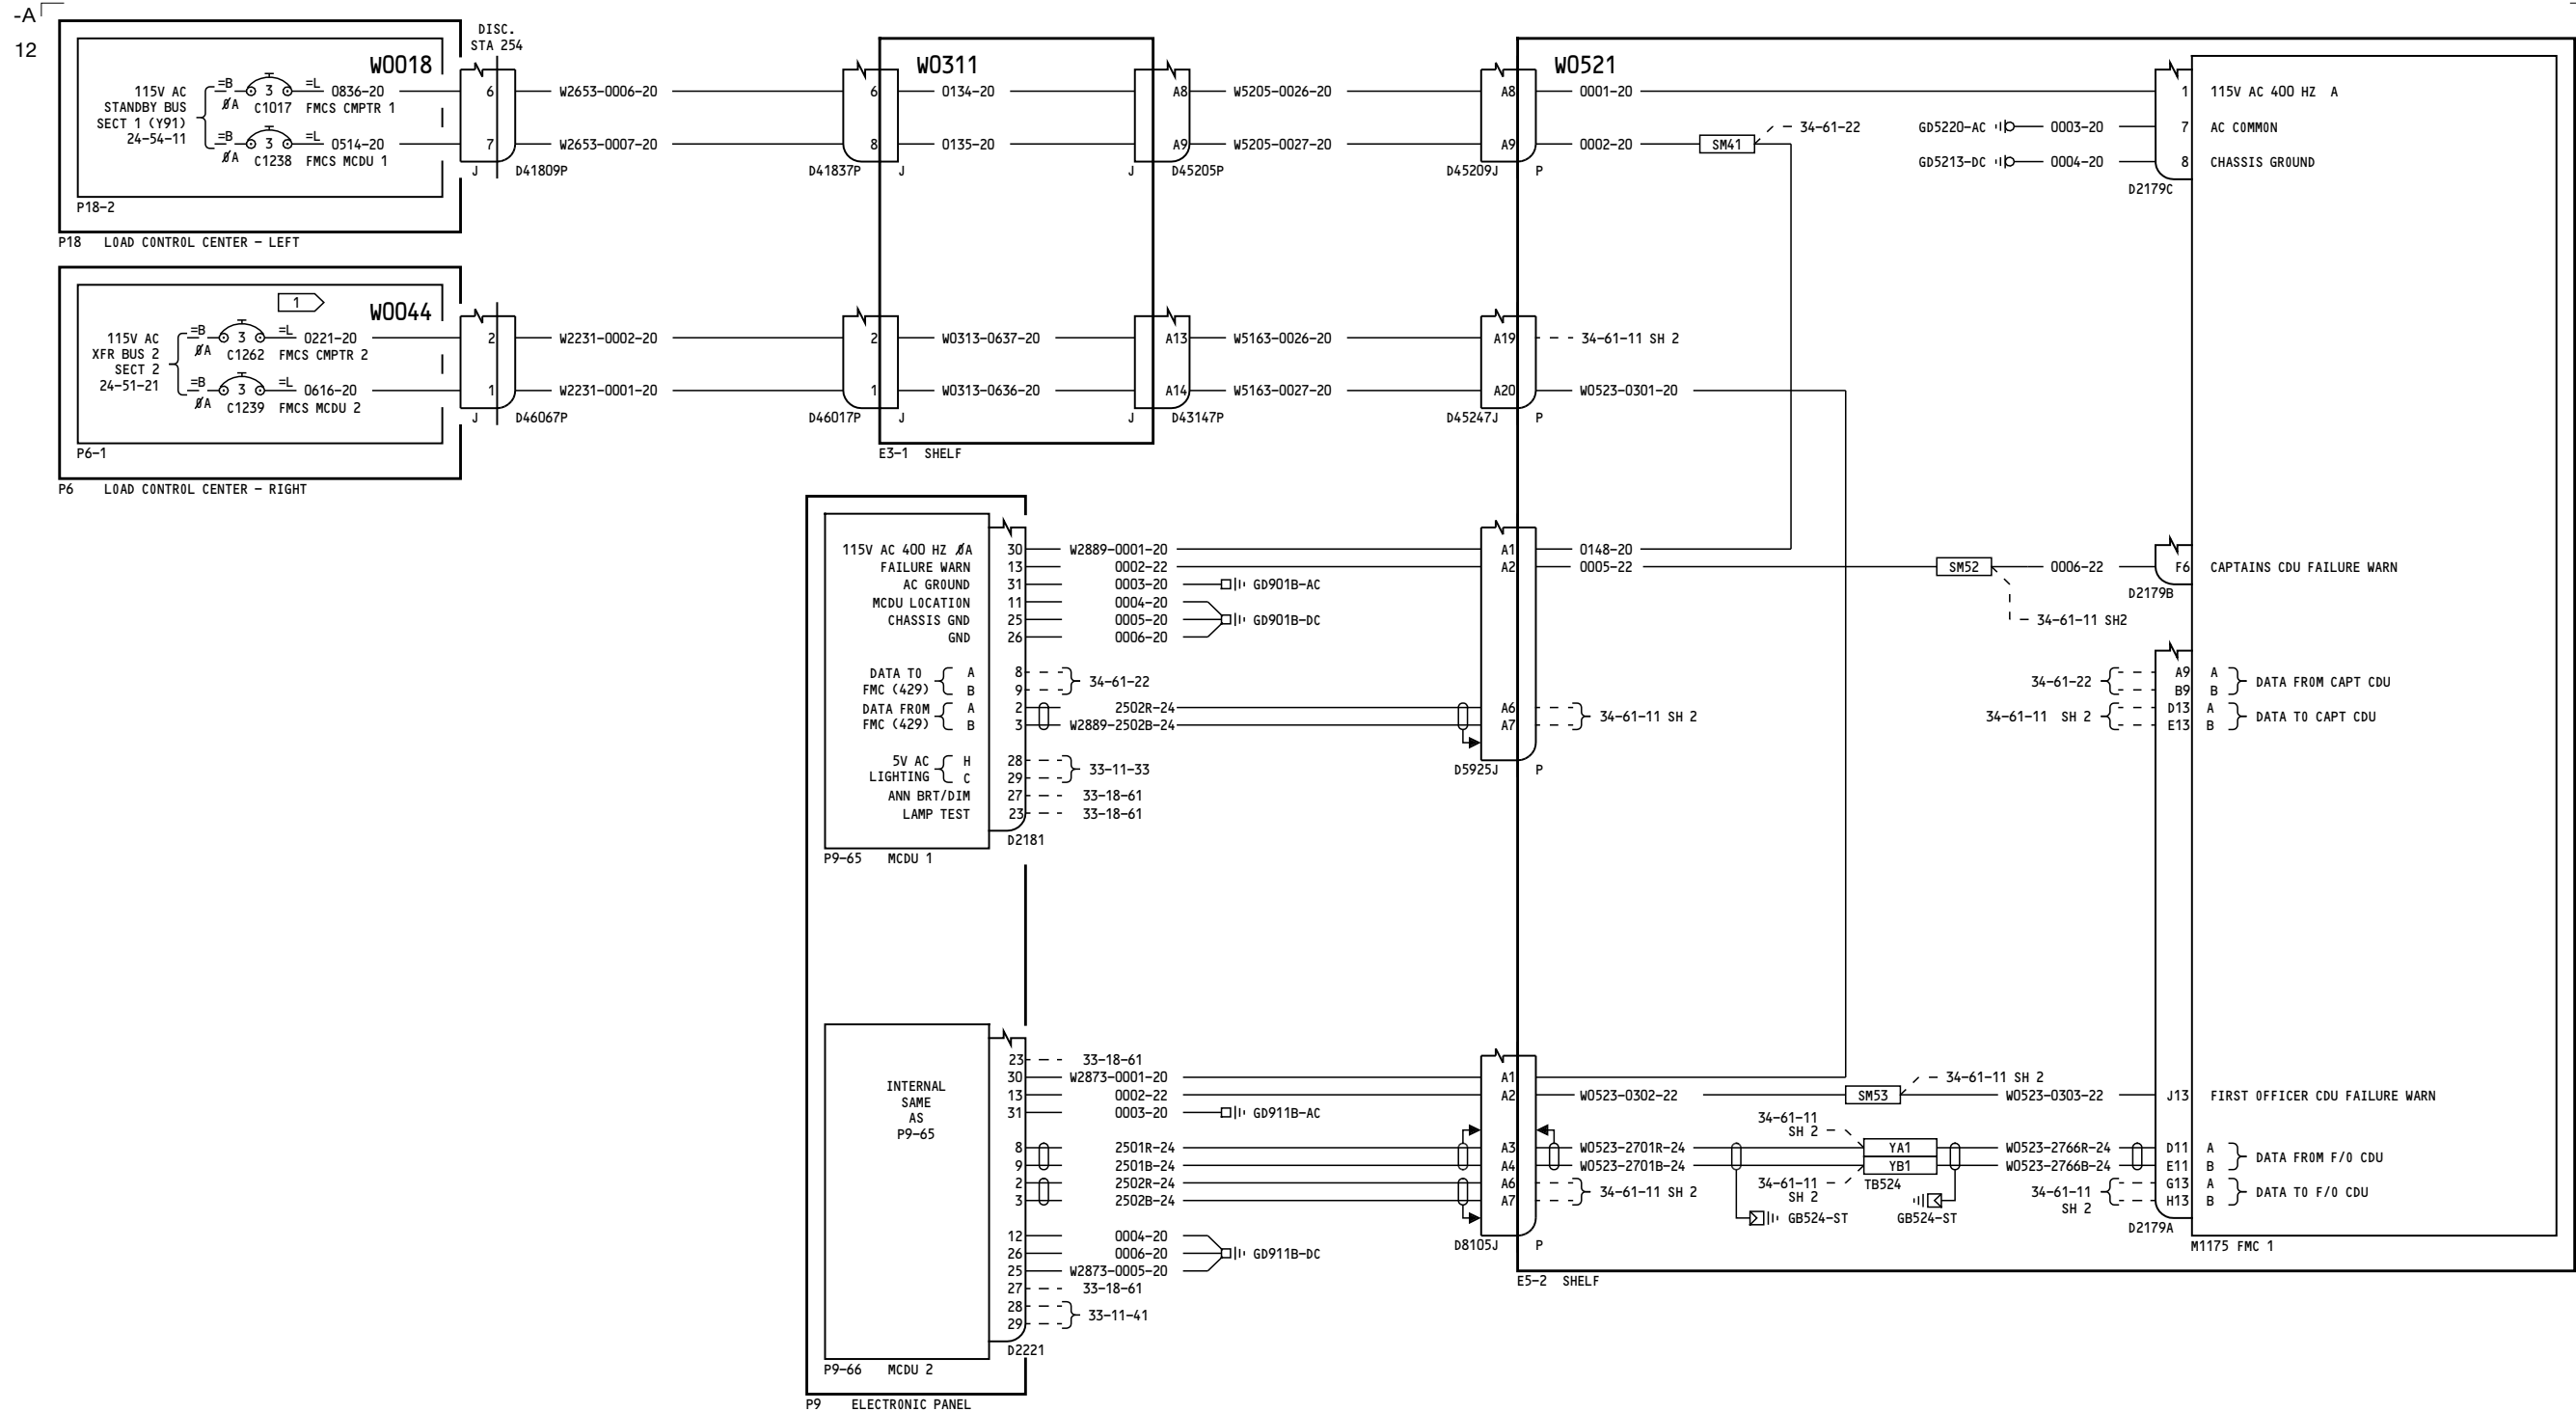 -A
12
DISC.
STA 254
W0018
115V AC
STANDBY BUS
SECT 1 (Y91)
24-54-11
=B 3 =L 0836-20
ØA C1017 FMCS CMPTR 1
=B 3 =L 0514-20
ØA C1238 FMCS MCDU 1
6
7
J D41809P
P18-2
P18 LOAD CONTROL CENTER - LEFT
W2653-0006-20
W2653-0007-20
6
8
D41837P J
W0311
0134-20
0135-20
A8
A9
J D45205P
W5205-0026-20
W5205-0027-20
A8
A9
D45209J P
W0521
0001-20
0002-20
SM41
34-61-22
GD5220-AC 0003-20
GD5213-DC 0004-20
1 115V AC 400 HZ A
7 AC COMMON
8 CHASSIS GROUND
D2179C
1
W0044
115V AC
XFR BUS 2
SECT 2
24-51-21
=B 3 =L 0221-20
ØA C1262 FMCS CMPTR 2
=B 3 =L 0616-20
ØA C1239 FMCS MCDU 2
2
1
J D46067P
P6-1
P6 LOAD CONTROL CENTER - RIGHT
W2231-0002-20
W2231-0001-20
2
1
D46017P J
W0313-0637-20
W0313-0636-20
A13
A14
J D43147P
E3-1 SHELF
W5163-0026-20
W5163-0027-20
A19
A20
D45247J P
34-61-11 SH 2
W0523-0301-20
115V AC 400 HZ ØA 30 W2889-0001-20
FAILURE WARN 13 0002-22
AC GROUND 31 0003-20 GD901B-AC
MCDU LOCATION 11 0004-20
CHASSIS GND 25 0005-20 GD901B-DC
GND 26 0006-20
DATA TO
FMC (429)
A 8
B 9
34-61-22
DATA FROM
FMC (429)
A 2 2502R-24
B 3 W2889-2502B-24
5V AC
LIGHTING
H 28
C 29
33-11-33
ANN BRT/DIM 27 33-18-61
LAMP TEST 23 33-18-61
D2181
P9-65 MCDU 1
A1 0148-20
A2 0005-22
A6
A7
34-61-11 SH 2
D5925J P
SM52
0006-22
34-61-11 SH2
F6 CAPTAINS CDU FAILURE WARN
D2179B
34-61-22
A9 A
B9 B
DATA FROM CAPT CDU
34-61-11 SH 2
D13 A
E13 B
DATA TO CAPT CDU
INTERNAL
SAME
AS
P9-65
23 33-18-61
30 W2873-0001-20
13 0002-22
31 0003-20 GD911B-AC
8 2501R-24
9 2501B-24
2 2502R-24
3 2502B-24
12 0004-20
26 0006-20 GD911B-DC
25 W2873-0005-20
27 33-18-61
28
29
33-11-41
D2221
P9-66 MCDU 2
P9 ELECTRONIC PANEL
A1
A2 W0523-0302-22
A3 W0523-2701R-24
A4 W0523-2701B-24
A6
A7
34-61-11 SH 2
D8105J P
SM53
34-61-11 SH 2
W0523-0303-22
J13 FIRST OFFICER CDU FAILURE WARN
34-61-11
SH 2
YA1
YB1
TB524
34-61-11
SH 2
GB524-ST
GB524-ST
W0523-2766R-24
W0523-2766B-24
D11 A
E11 B
DATA FROM F/O CDU
34-61-11
SH 2
G13 A
H13 B
DATA TO F/O CDU
D2179A
M1175 FMC 1
E5-2 SHELF